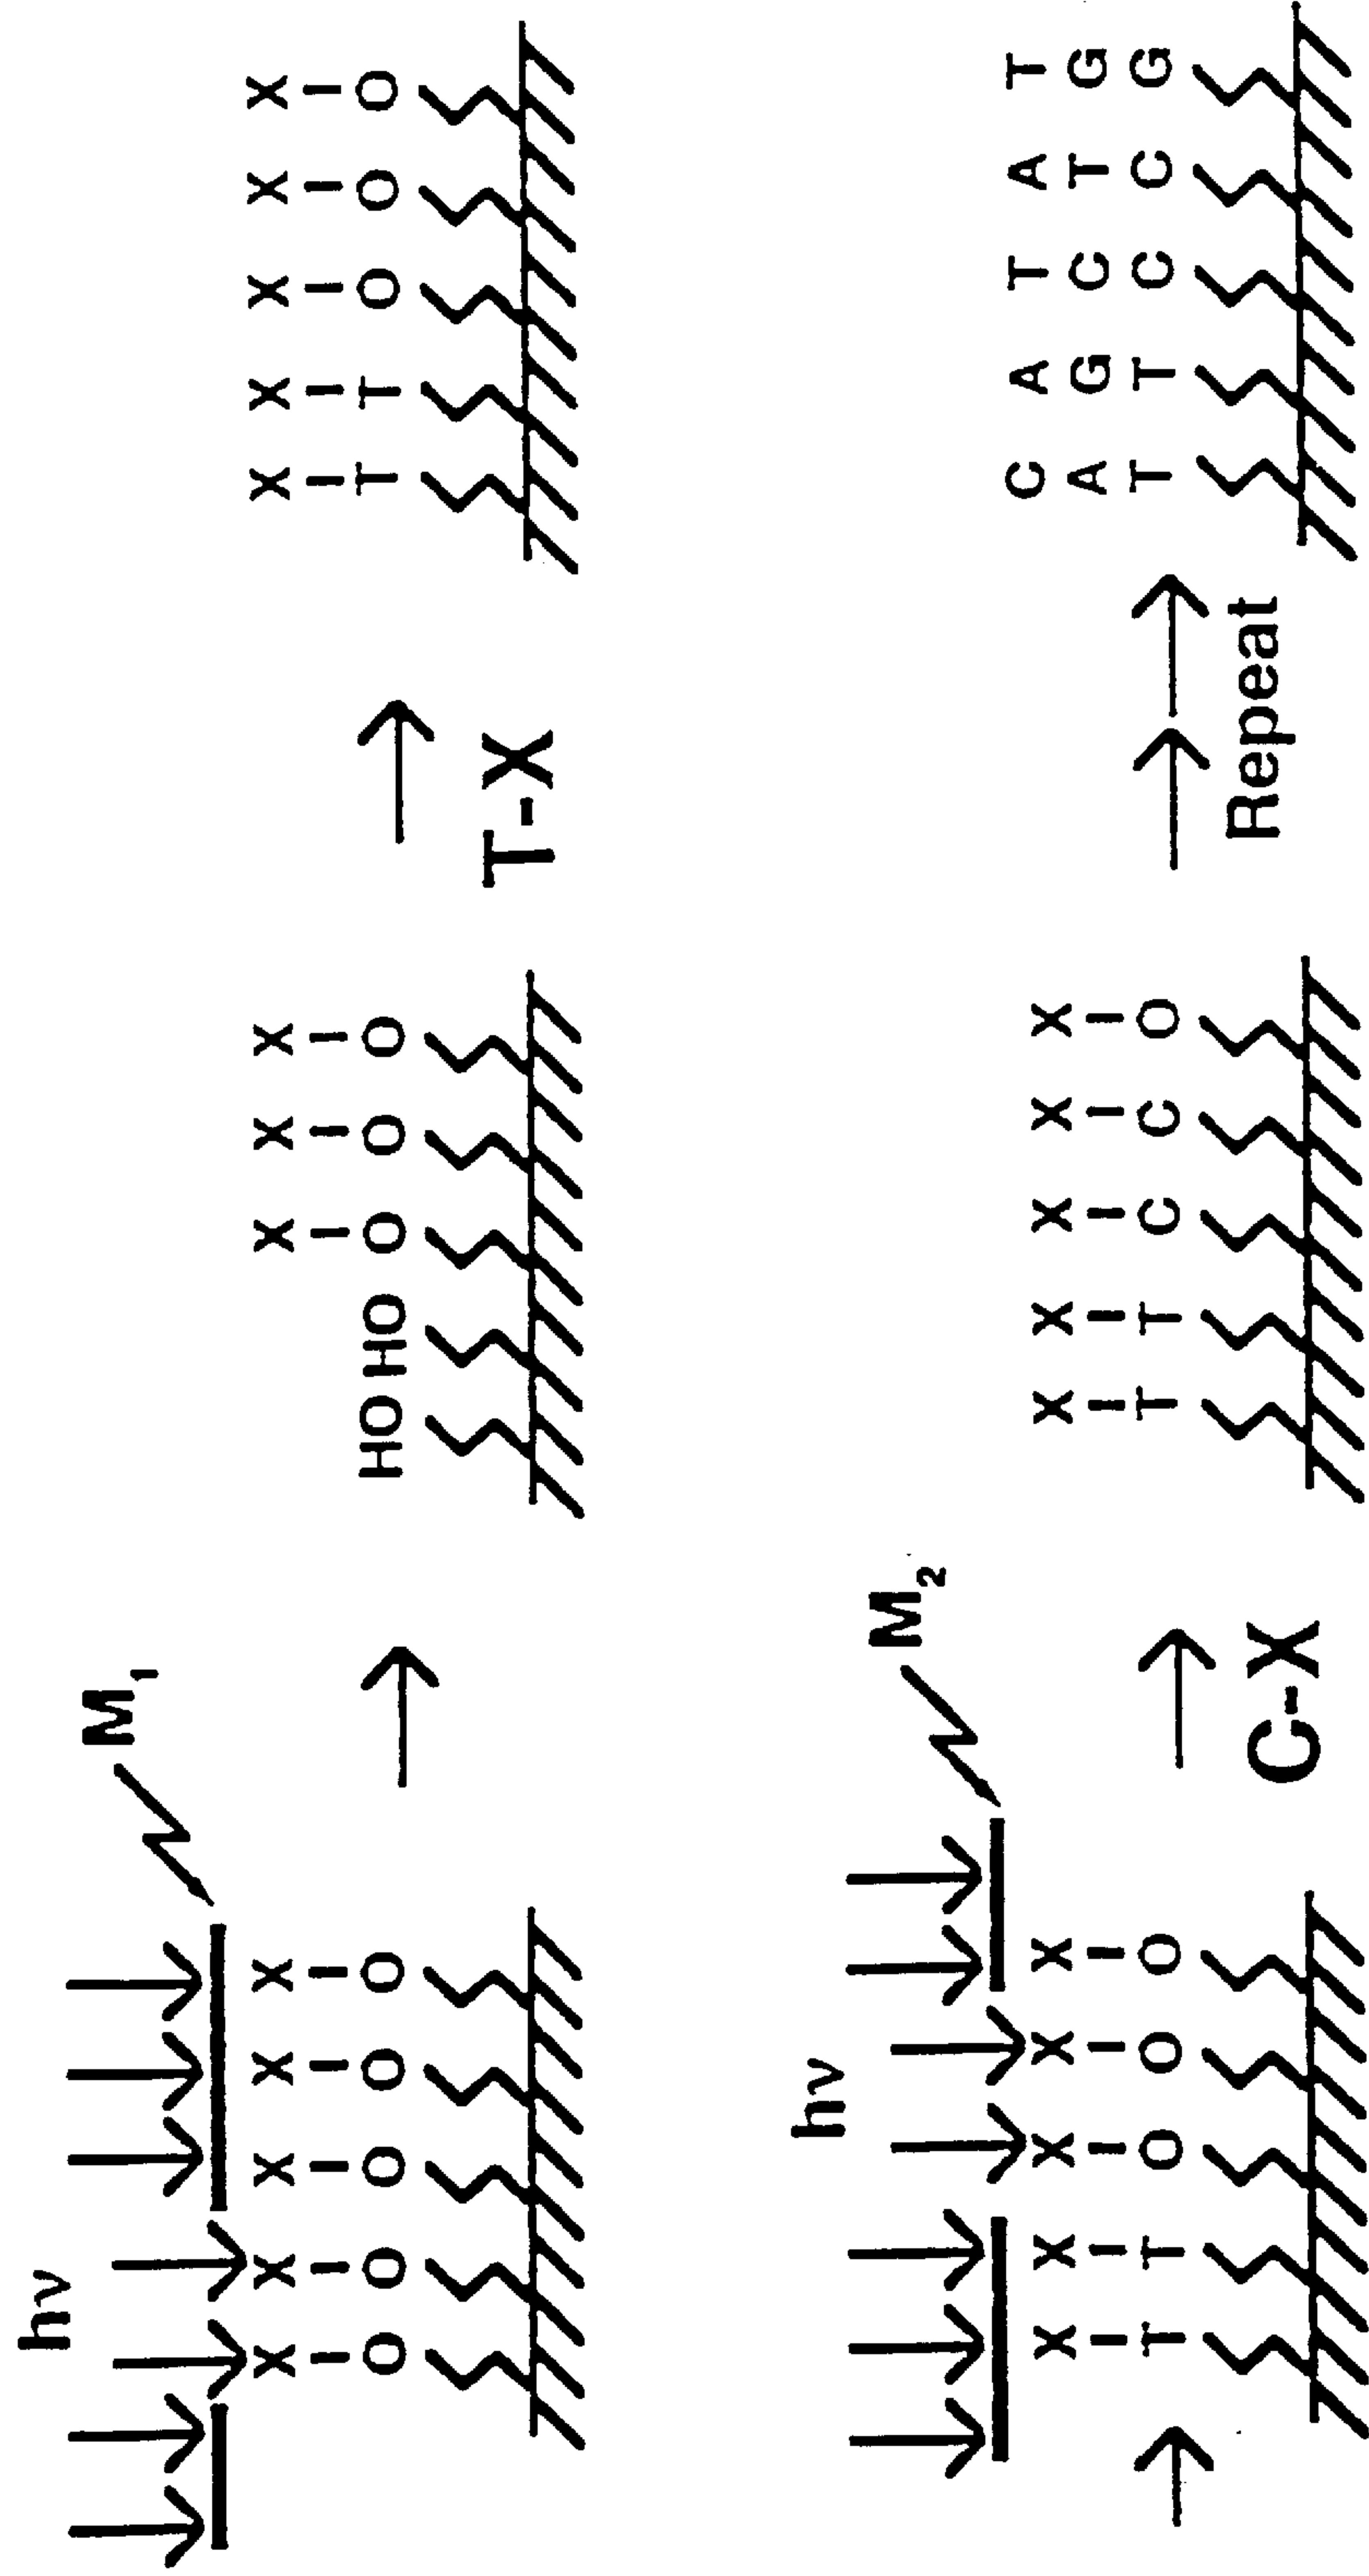 hν
M₁
X X X X X
O O O O O
X X X
HO HO O O O
T-X
X X X X X
T T O O O
hν
M₂
X X X X X
T T O O O
C-X
X X X X X
T T C C O
Repeat
C A T A T
A G C T G
T T C C G